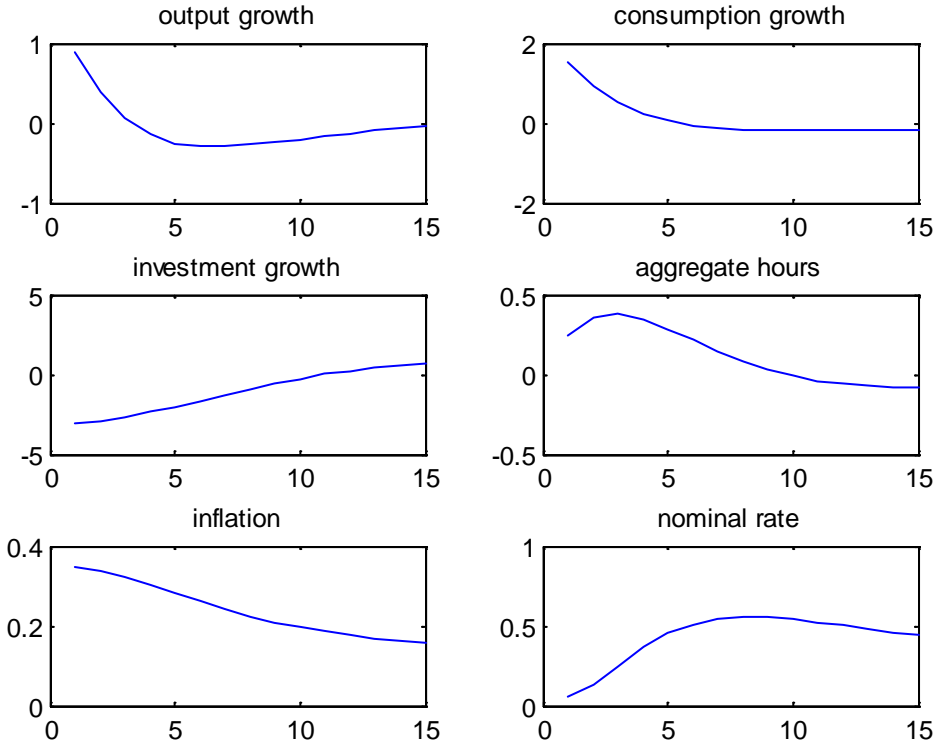 output growth
1
0
-1
0 5 10 15
consumption growth
2
0
-2
0 5 10 15
investment growth
5
0
-5
0 5 10 15
aggregate hours
0.5
0
-0.5
0 5 10 15
inflation
0.4
0.2
0
0 5 10 15
nominal rate
1
0.5
0
0 5 10 15